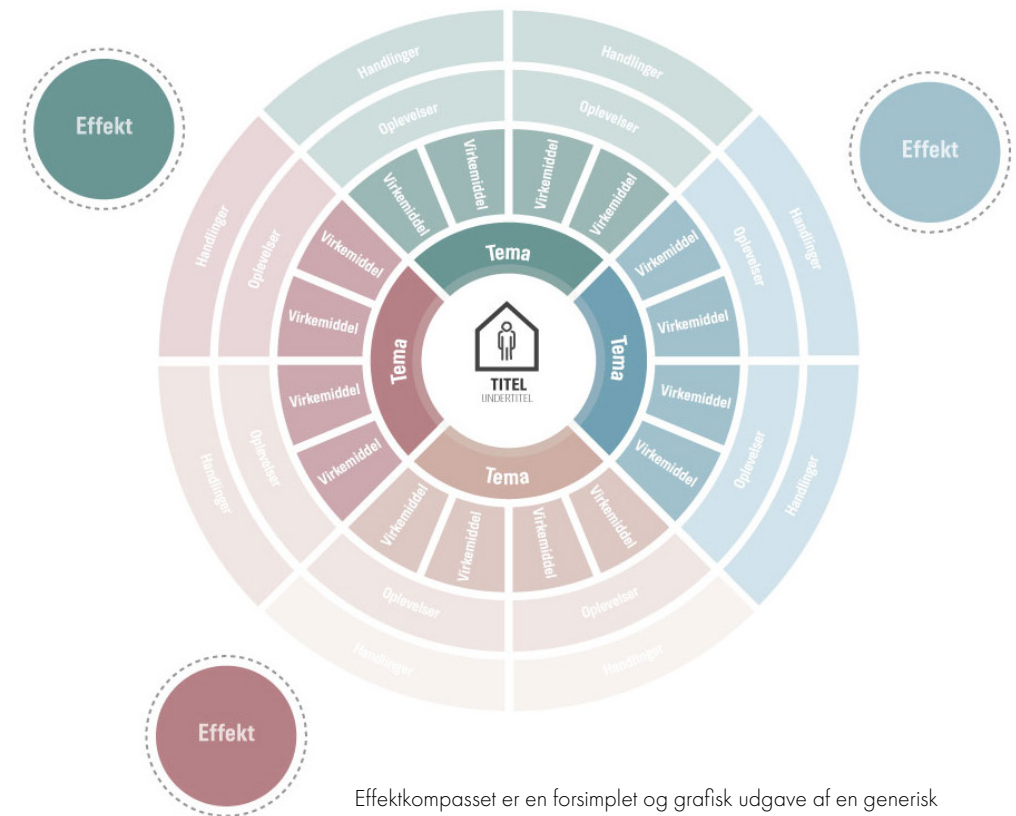 Effekt
Effekt
Handlinger
Handlinger
Oplevelser
Oplevelser
Virkemiddel
Virkemiddel
Virkemiddel
Virkemiddel
Tema
Handlinger
Oplevelser
Virkemiddel
Virkemiddel
Virkemiddel
Virkemiddel
Oplevelser
Handlinger
Tema
TITEL
UNDERTITEL
Tema
Virkemiddel
Virkemiddel
Oplevelser
Handlinger
Virkemiddel
Virkemiddel
Oplevelser
Handlinger
Tema
Virkemiddel
Virkemiddel
Virkemiddel
Virkemiddel
Oplevelser
Oplevelser
Handlinger
Handlinger
Effekt
Effektkompasset er en forsimplet og grafisk udgave af en generisk